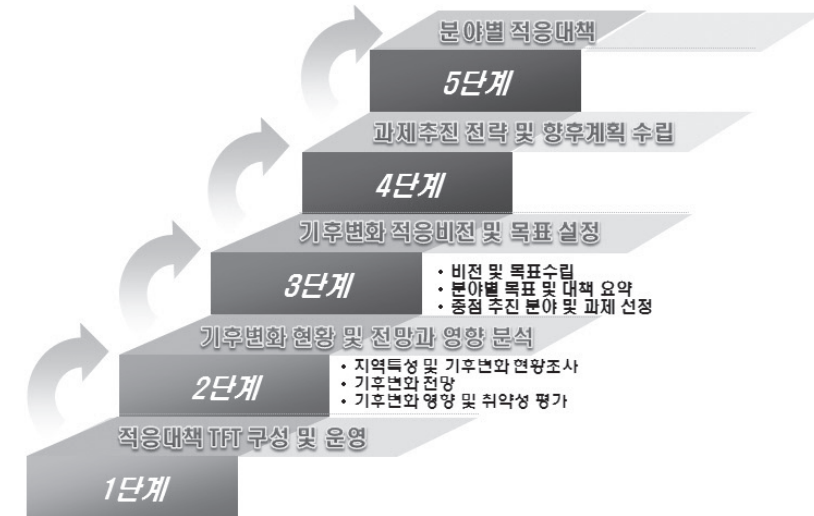 분야별 적응대책
5단계
과제추진 전략 및 향후계획 수립
4단계
기후변화 적응비전 및 목표 설정
3단계
• 비전 및 목표수립
• 분야별 목표 및 대책 요약
• 중점 추진 분야 및 과제 선정
기후변화 현황 및 전망과 영향 분석
2단계
• 지역특성 및 기후변화 현황조사
• 기후변화 전망
• 기후변화 영향 및 취약성 평가
적응대책 TFT 구성 및 운영
1단계